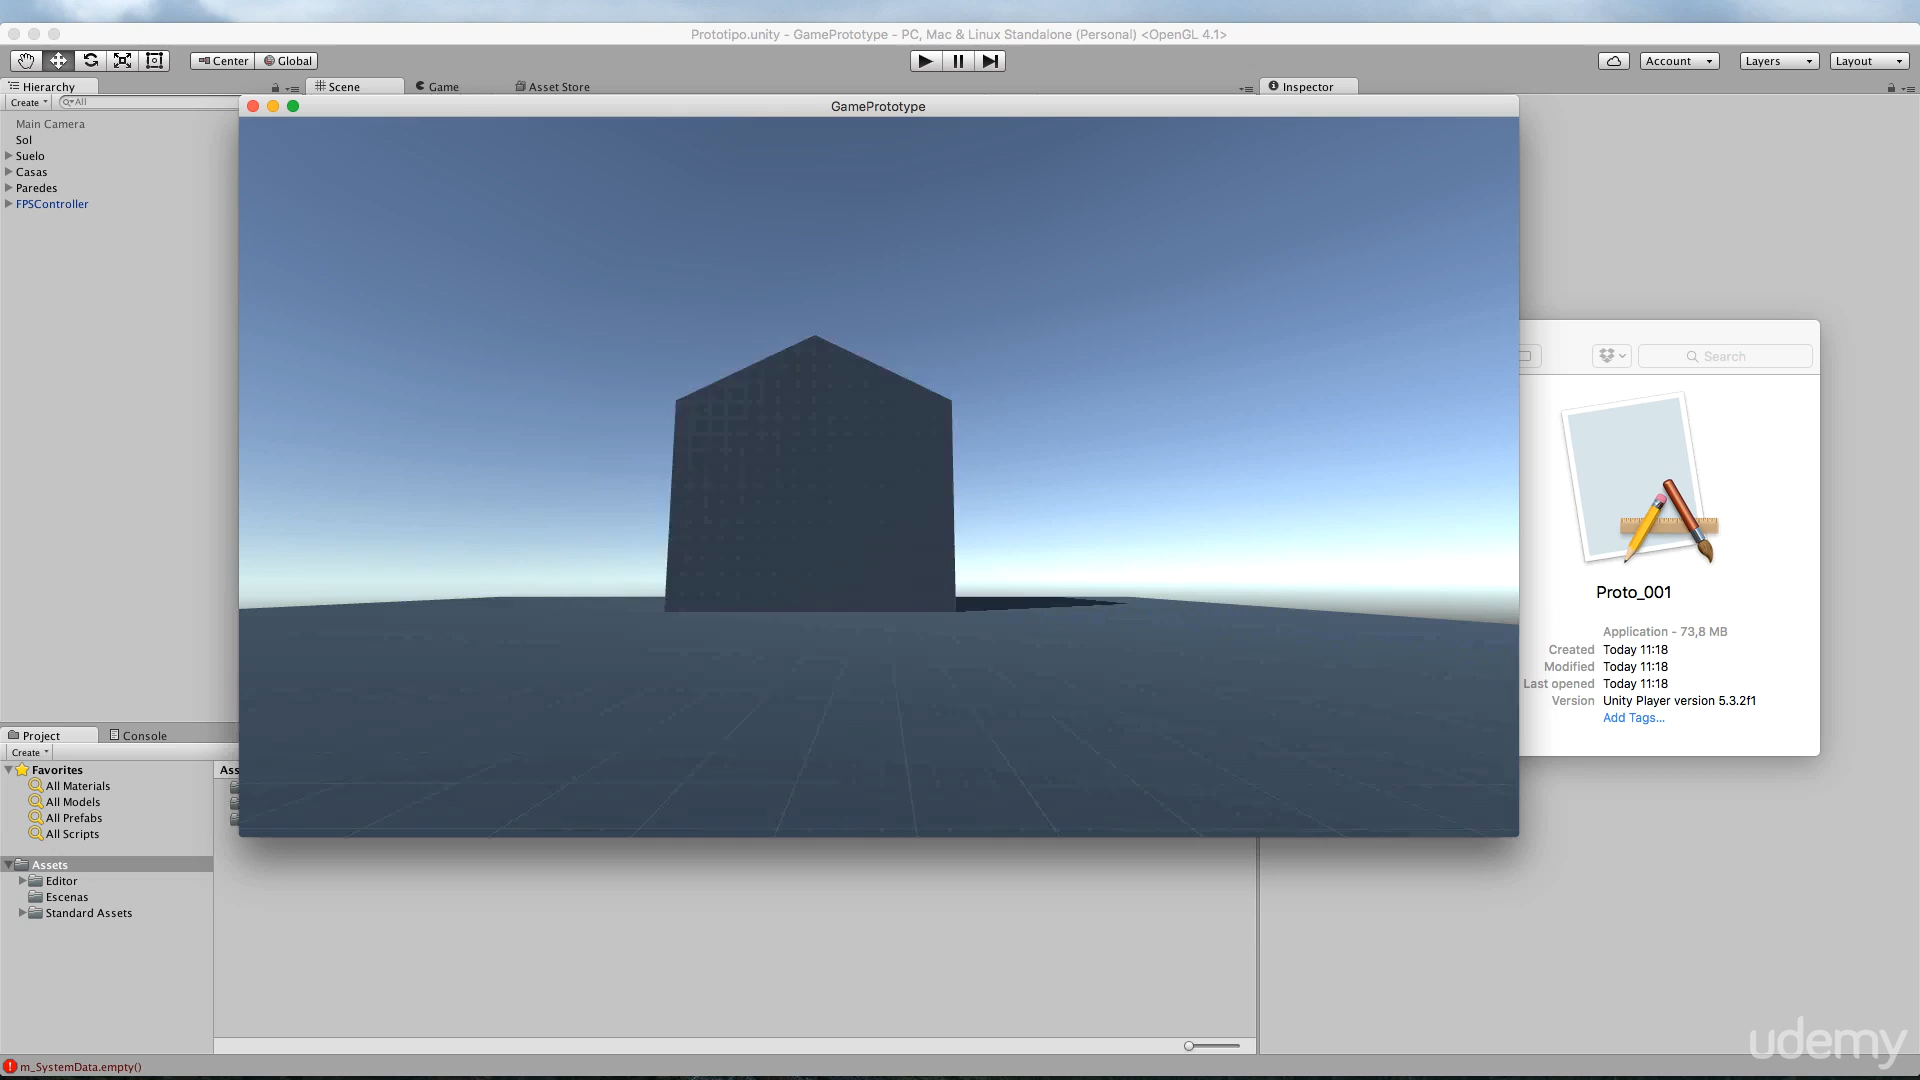 Prototipo.unity - GamePrototype - PC, Mac & Linux Standalone (Personal) <OpenGL 4.1>
Center Global Account Layers Layout
Hierarchy Scene Game Asset Store Inspector
Create All
GamePrototype
Main Camera
Sol
Suelo
Casas
Paredes
FPSController
Search
Proto_001
Application - 73,8 MB
Created Today 11:18
Modified Today 11:18
Last opened Today 11:18
Version Unity Player version 5.3.2f1
Add Tags...
Project Console
Create
Favorites
All Materials
All Models
All Prefabs
All Scripts
Assets
Editor
Escenas
Standard Assets
Ass
m_SystemData.empty()
udemy